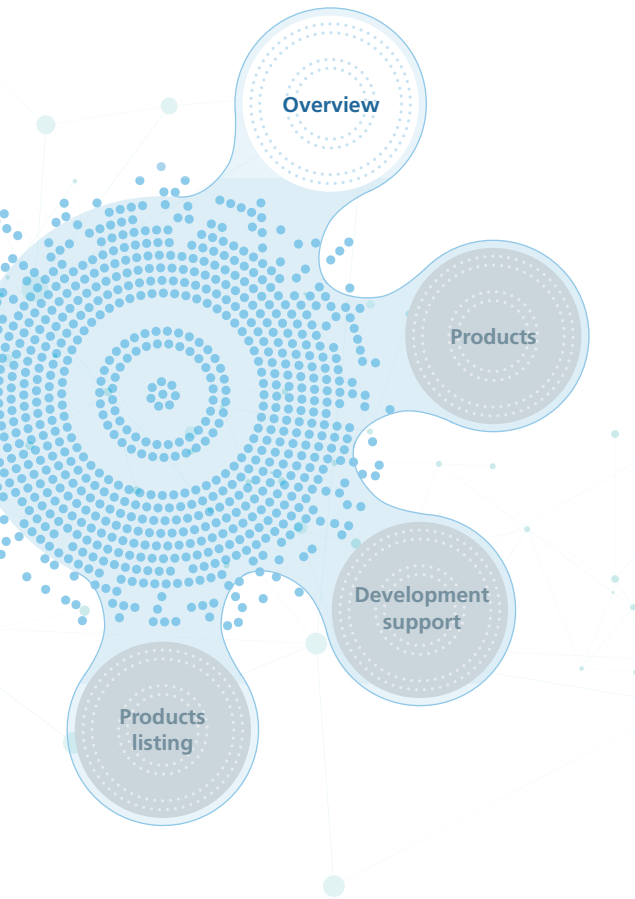 Overview
Products
Development
support
Products
listing